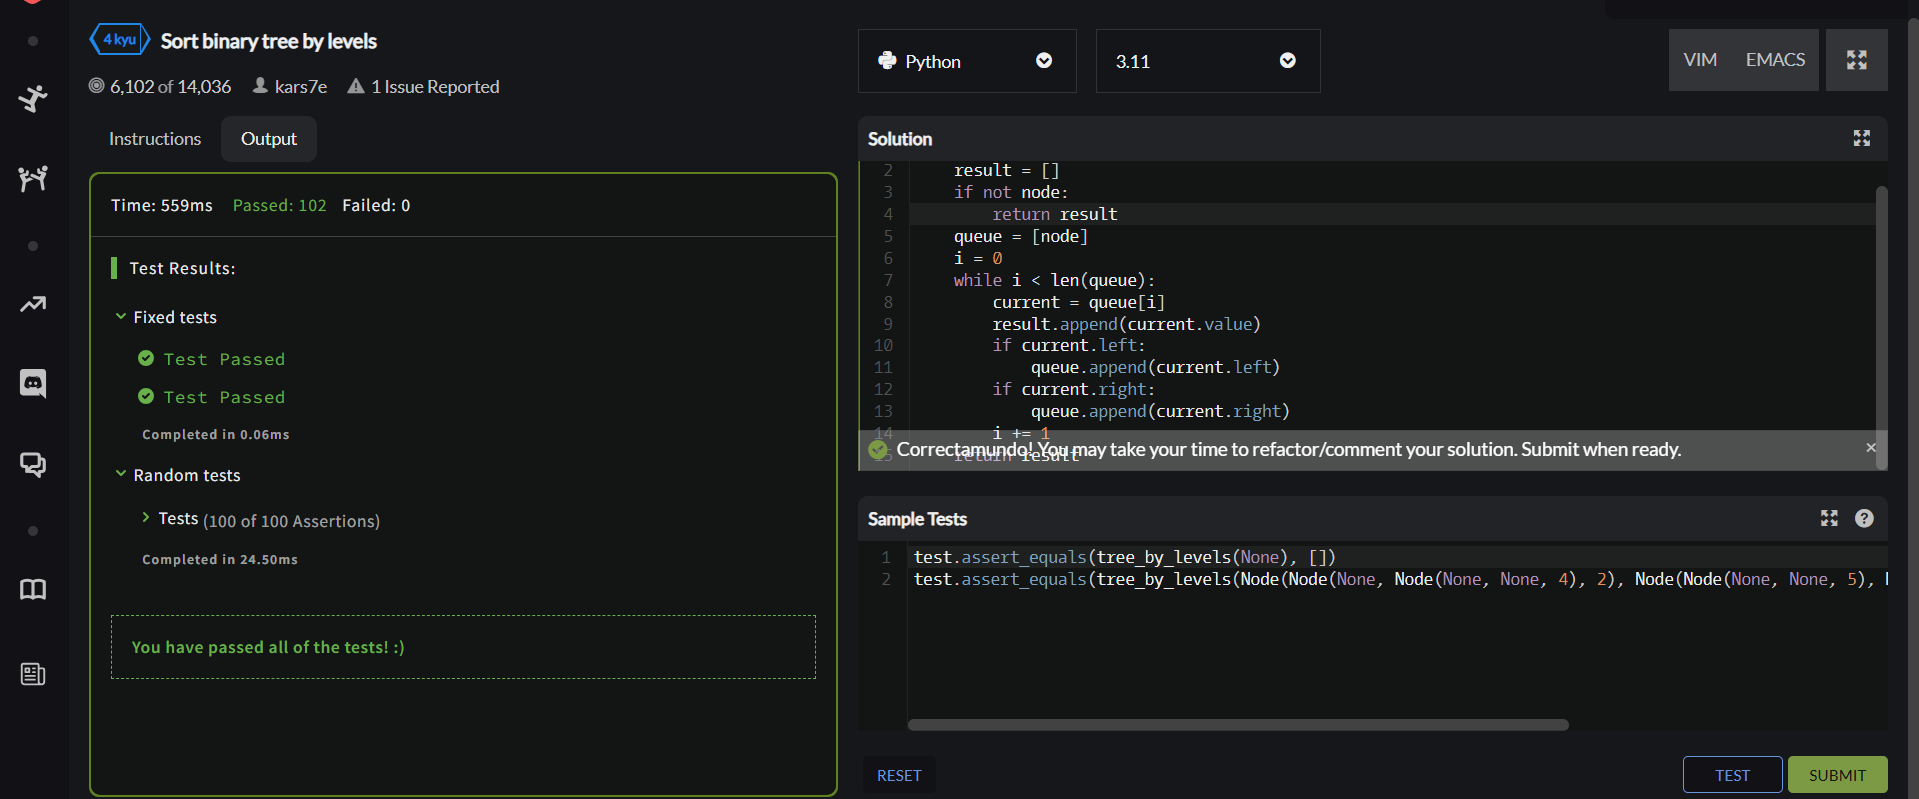 4 kyu Sort binary tree by levels
6,102 of 14,036 kars7e 1 Issue Reported
Instructions Output
Time: 559ms Passed: 102 Failed: 0
Test Results:
Fixed tests
Test Passed
Test Passed
Completed in 0.06ms
Random tests
Tests (100 of 100 Assertions)
Completed in 24.50ms
You have passed all of the tests! :)
Python 3.11 VIM EMACS
Solution
2 result = []
3 if not node:
4 return result
5 queue = [node]
6 i = 0
7 while i < len(queue):
8 current = queue[i]
9 result.append(current.value)
10 if current.left:
11 queue.append(current.left)
12 if current.right:
13 queue.append(current.right)
14 i += 1
15 return result
Correctamundo! You may take your time to refactor/comment your solution. Submit when ready. ×
Sample Tests ?
1 test.assert_equals(tree_by_levels(None), [])
2 test.assert_equals(tree_by_levels(Node(Node(None, Node(None, None, 4), 2), Node(Node(None, None, 5),
RESET TEST SUBMIT